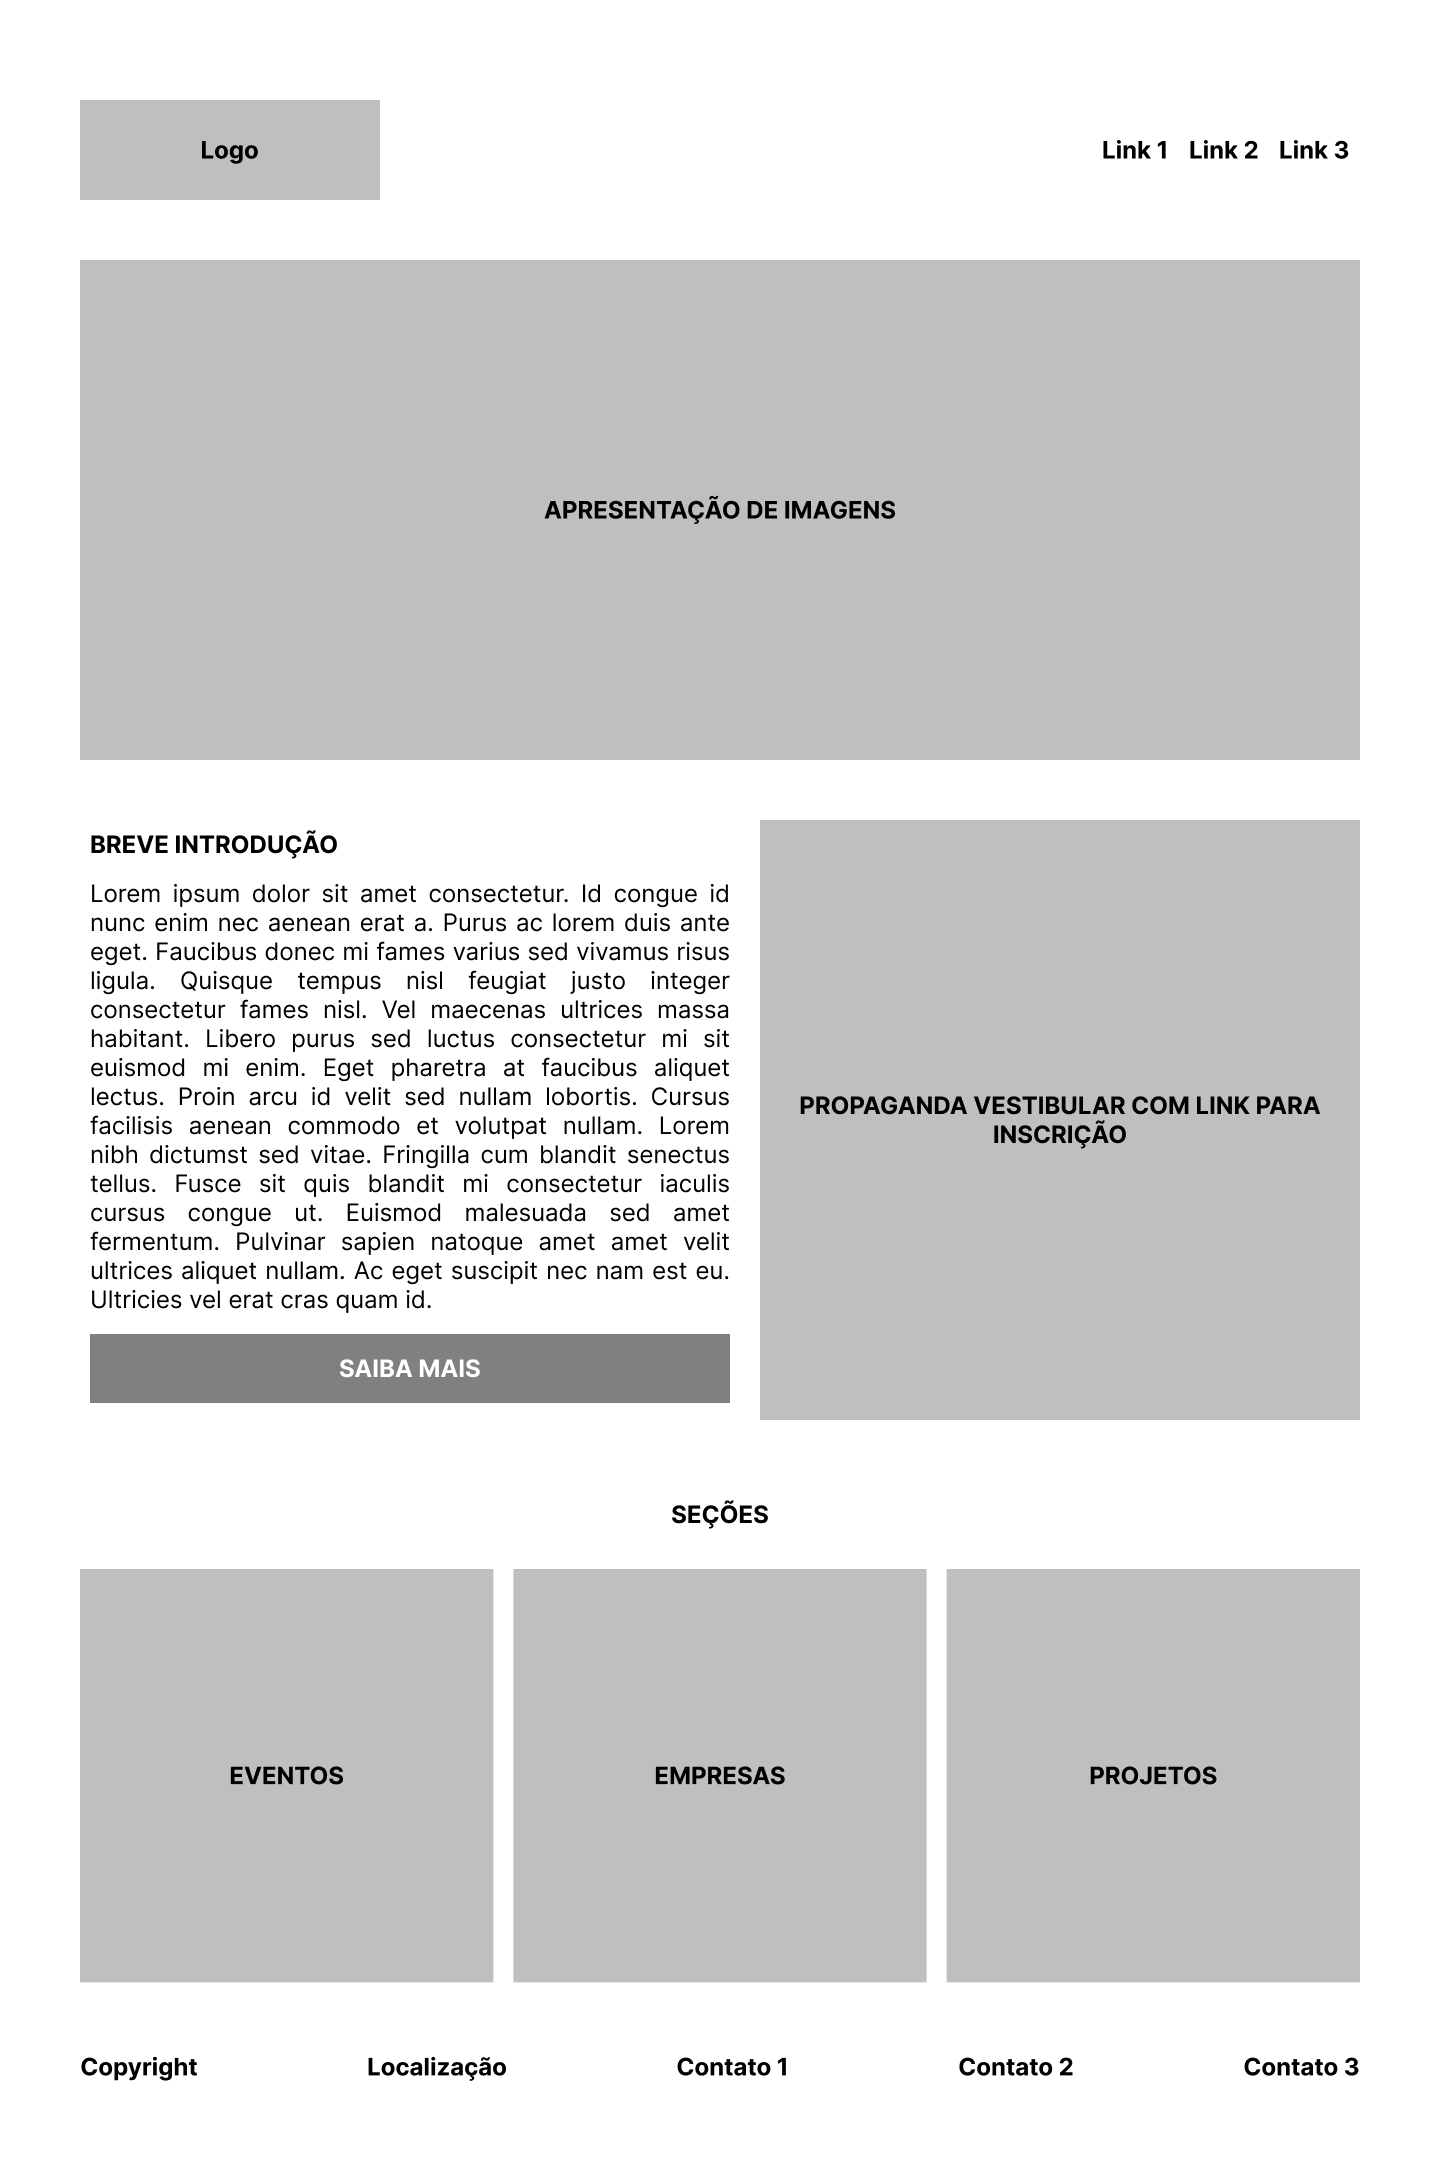 Logo
Link 1 Link 2 Link 3
APRESENTAÇÃO DE IMAGENS
BREVE INTRODUÇÃO
Lorem ipsum dolor sit amet consectetur. Id congue id
nunc enim nec aenean erat a. Purus ac lorem duis ante
eget. Faucibus donec mi fames varius sed vivamus risus
ligula. Quisque tempus nisl feugiat justo integer
consectetur fames nisl. Vel maecenas ultrices massa
habitant. Libero purus sed luctus consectetur mi sit
euismod mi enim. Eget pharetra at faucibus aliquet
lectus. Proin arcu id velit sed nullam lobortis. Cursus
facilisis aenean commodo et volutpat nullam. Lorem
nibh dictumst sed vitae. Fringilla cum blandit senectus
tellus. Fusce sit quis blandit mi consectetur iaculis
cursus congue ut. Euismod malesuada sed amet
fermentum. Pulvinar sapien natoque amet amet velit
ultrices aliquet nullam. Ac eget suscipit nec nam est eu.
Ultricies vel erat cras quam id.
SAIBA MAIS
PROPAGANDA VESTIBULAR COM LINK PARA
INSCRIÇÃO
SEÇÕES
EVENTOS
EMPRESAS
PROJETOS
Copyright
Localização
Contato 1
Contato 2
Contato 3